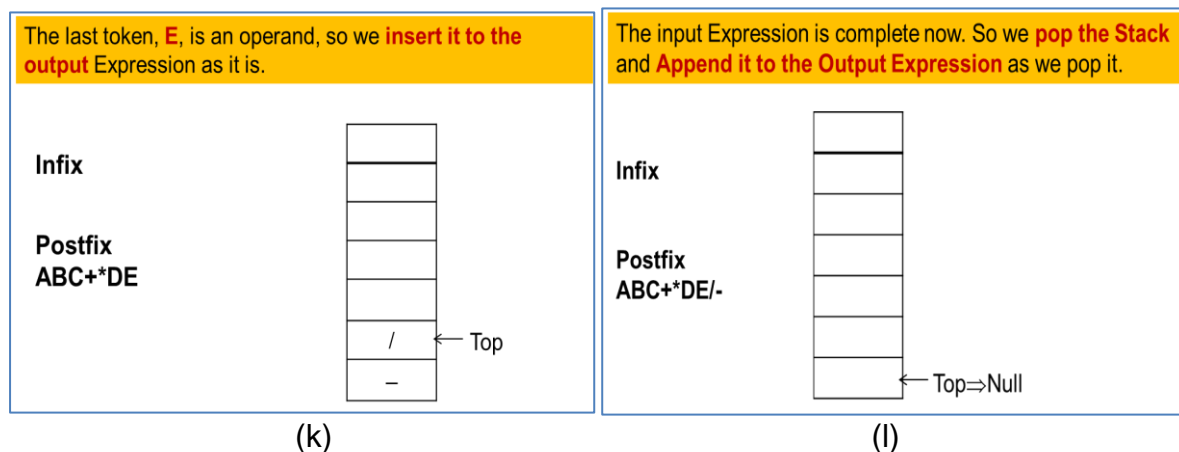 The last token, E, is an operand, so we insert it to the
output Expression as it is.
Infix
Postfix
ABC+*DE
/
← Top
–
(k)
The input Expression is complete now. So we pop the Stack
and Append it to the Output Expression as we pop it.
Infix
Postfix
ABC+*DE/-
← Top⇒Null
(l)